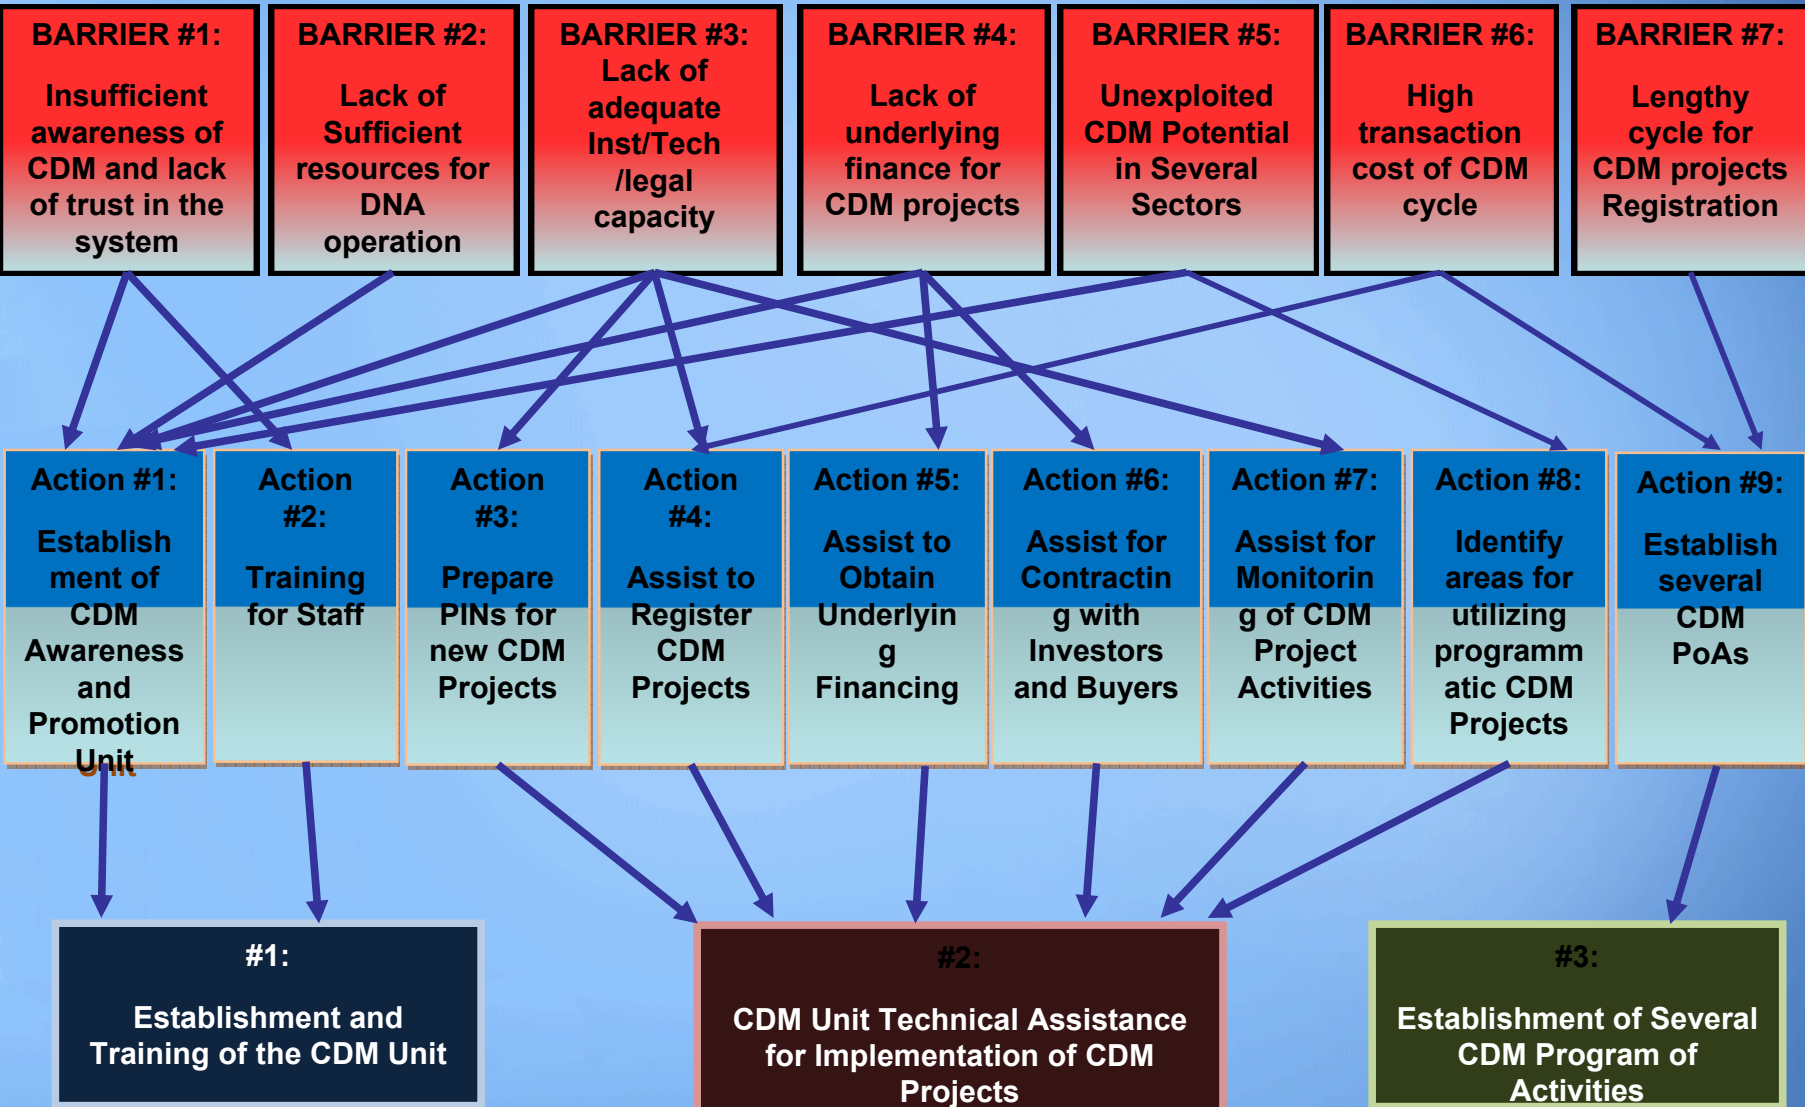 BARRIER #1:
Insufficient
awareness of
CDM and lack
of trust in the
system
BARRIER #2:
Lack of
Sufficient
resources for
DNA
operation
BARRIER #3:
Lack of
adequate
Inst/Tech
/legal
capacity
BARRIER #4:
Lack of
underlying
finance for
CDM projects
BARRIER #5:
Unexploited
CDM Potential
in Several
Sectors
BARRIER #6:
High
transaction
cost of CDM
cycle
BARRIER #7:
Lengthy
cycle for
CDM projects
Registration
Action #1:
Establish
ment of
CDM
Awareness
and
Promotion
Unit
Action
#2:
Training
for Staff
Action
#3:
Prepare
PINs for
new CDM
Projects
Action
#4:
Assist to
Register
CDM
Projects
Action #5:
Assist to
Obtain
Underlyin
g
Financing
Action #6:
Assist for
Contractin
g with
Investors
and Buyers
Action #7:
Assist for
Monitorin
g of CDM
Project
Activities
Action #8:
Identify
areas for
utilizing
programm
atic CDM
Projects
Action #9:
Establish
several
CDM
PoAs
#1:
Establishment and
Training of the CDM Unit
#2:
CDM Unit Technical Assistance
for Implementation of CDM
Projects
#3:
Establishment of Several
CDM Program of
Activities